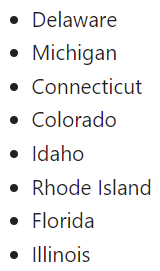 • Delaware
• Michigan
• Connecticut
• Colorado
• Idaho
• Rhode Island
• Florida
• Illinois